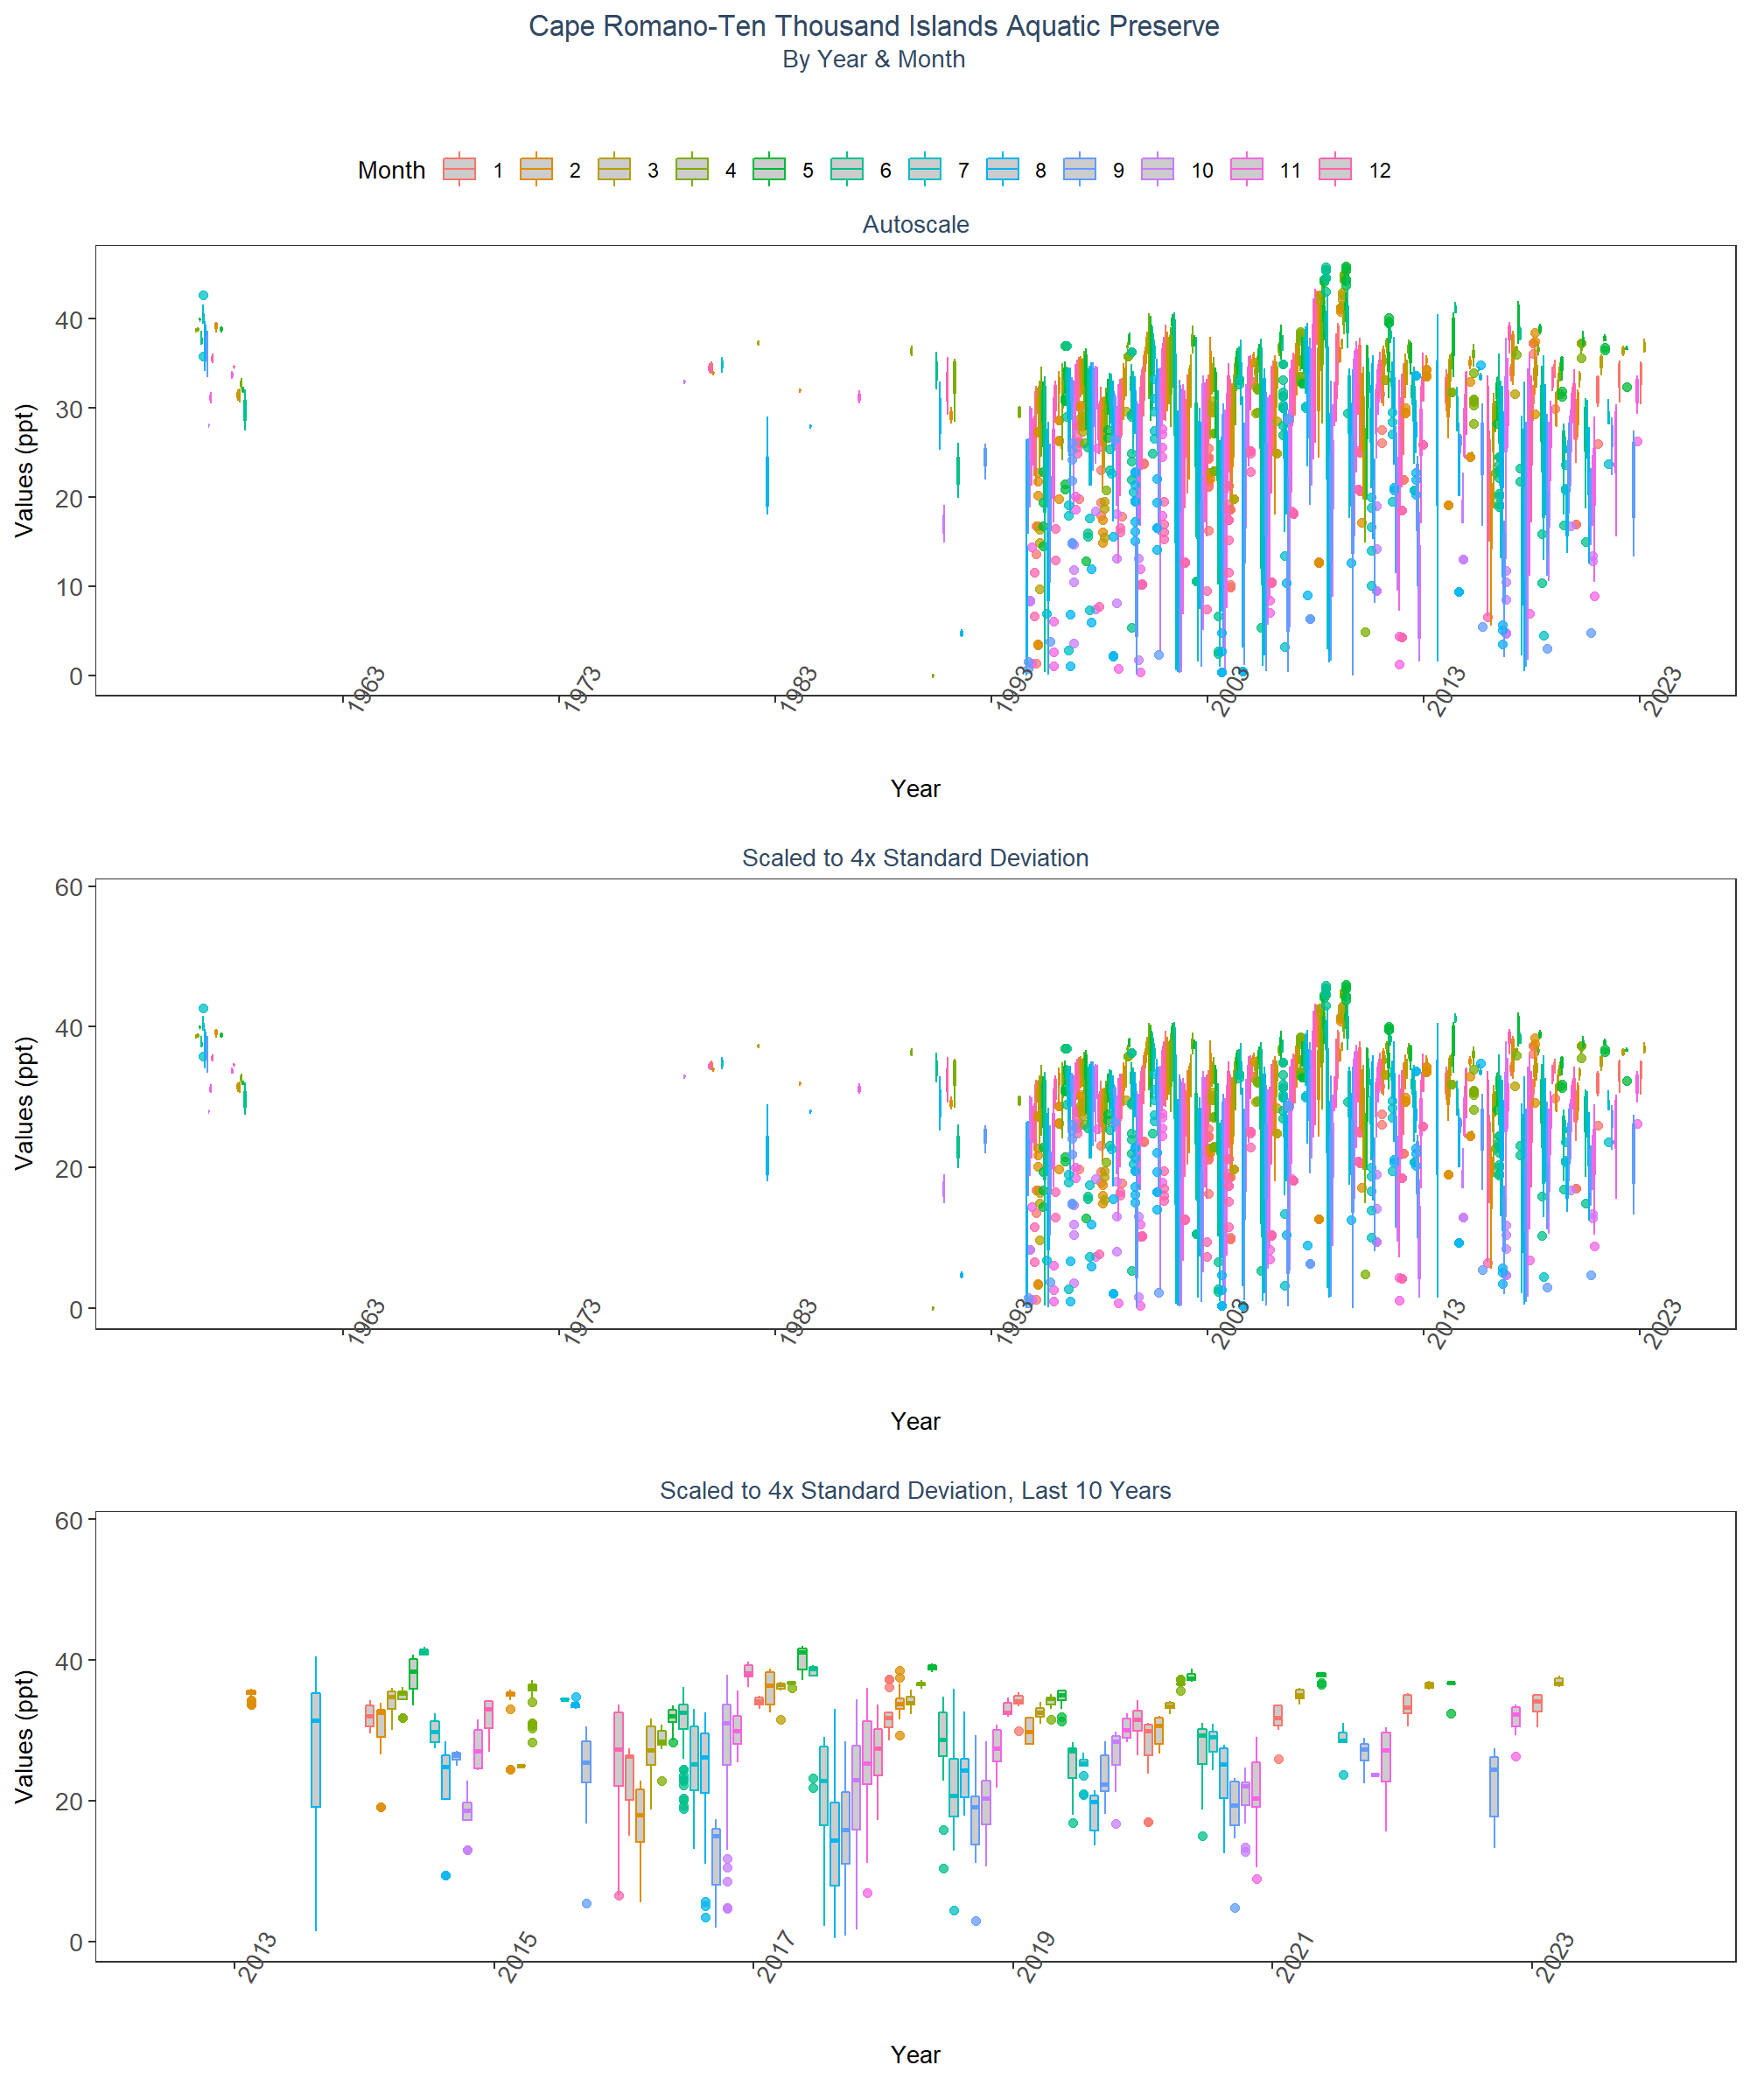 Cape Romano-Ten Thousand Islands Aquatic Preserve
By Year & Month
Month 1 2 3 4 5 6 7 8 9 10 11 12
Autoscale
Values (ppt)
40
30
20
10
0
1963 1973 1983 1993 2003 2013 2023
Year
Scaled to 4x Standard Deviation
Values (ppt)
60
40
20
0
1963 1973 1983 1993 2003 2013 2023
Year
Scaled to 4x Standard Deviation, Last 10 Years
Values (ppt)
60
40
20
0
2013 2015 2017 2019 2021 2023
Year